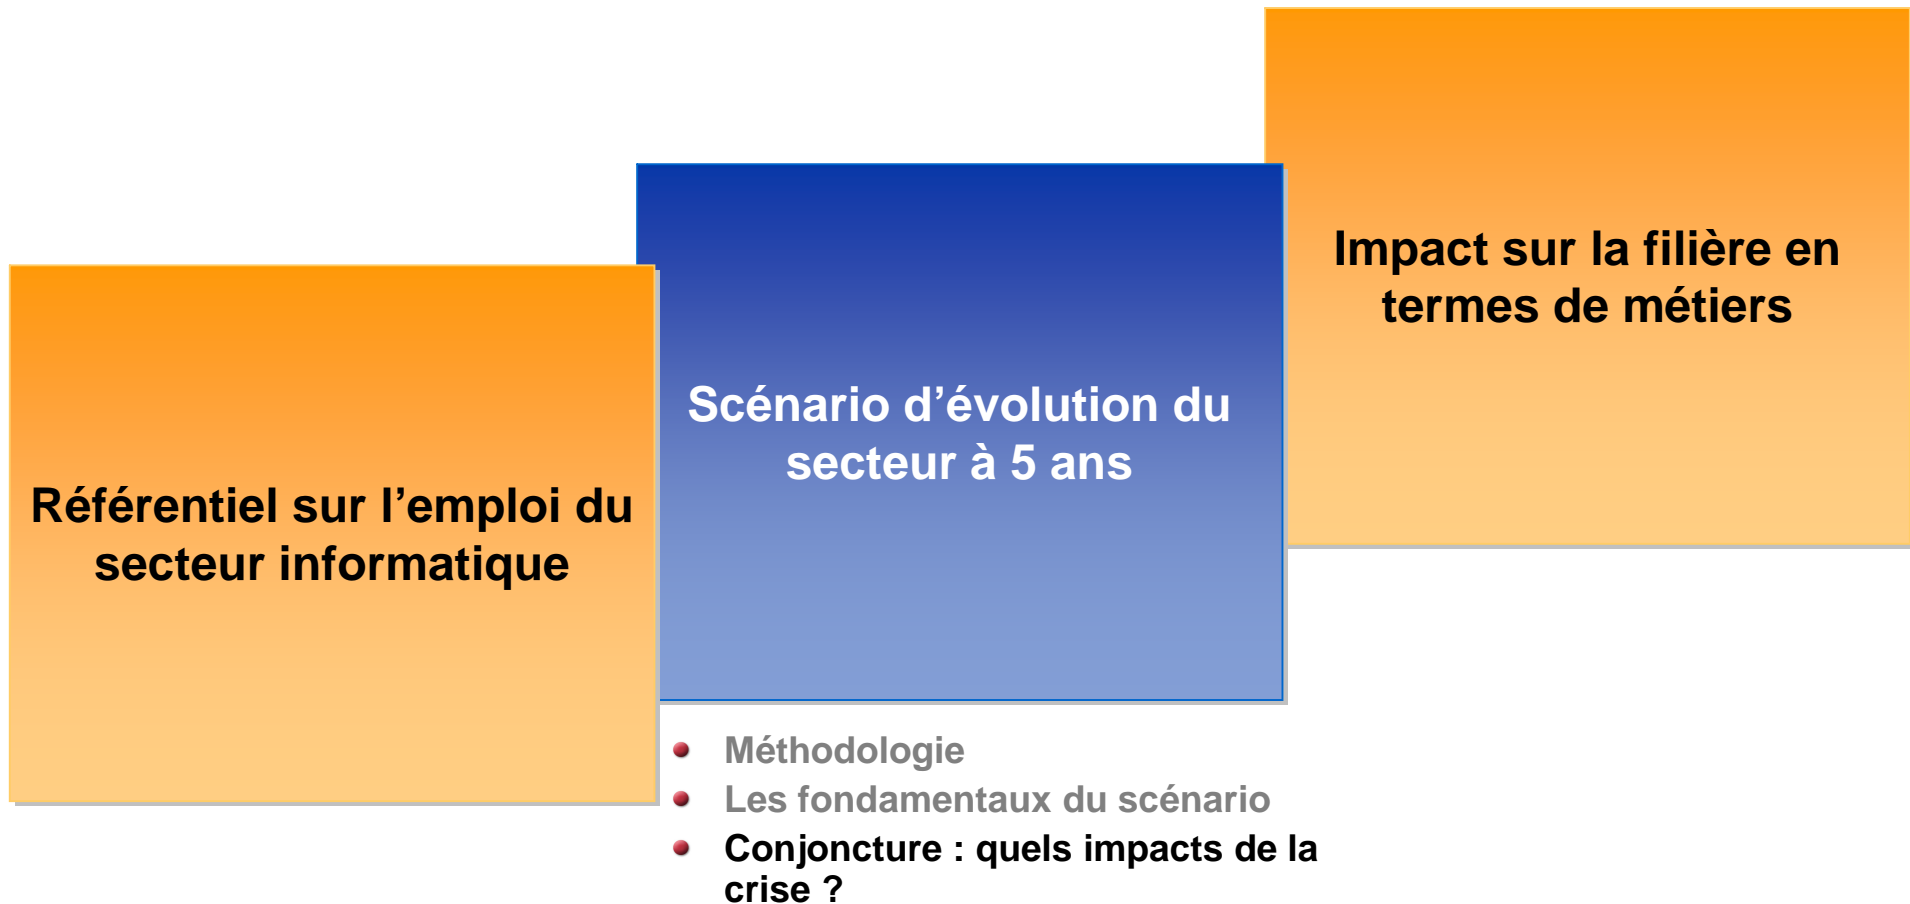 Référentiel sur l’emploi du
secteur informatique
Scénario d’évolution du
secteur à 5 ans
Impact sur la filière en
termes de métiers
Méthodologie
Les fondamentaux du scénario
Conjoncture : quels impacts de la
crise ?